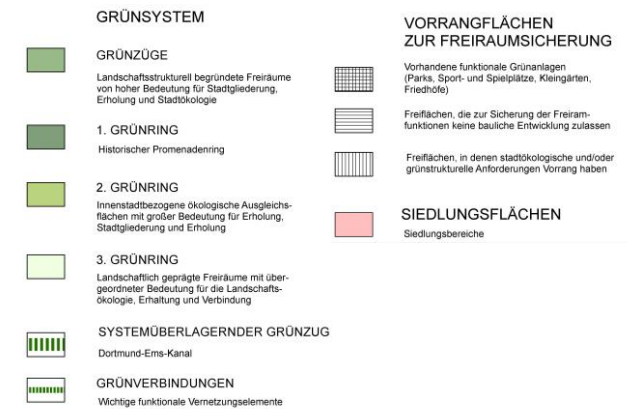 GRÜNSYSTEM
GRÜNZÜGE
Landschaftsstrukturell begründete Freiräume
von hoher Bedeutung für Stadtgliederung,
Erholung und Stadtökologie
1. GRÜNRING
Historischer Promenadenring
2. GRÜNRING
Innenstadtbezogene ökologische Ausgleichs-
flächen mit großer Bedeutung für Erholung,
Stadtgliederung und Erholung
3. GRÜNRING
Landschaftlich geprägte Freiräume mit über-
geordneter Bedeutung für die Landschafts-
ökologie, Erhaltung und Verbindung
SYSTEMÜBERLAGERNDER GRÜNZUG
Dortmund-Ems-Kanal
GRÜNVERBINDUNGEN
Wichtige funktionale Vernetzungselemente
VORRANGFLÄCHEN
ZUR FREIRAUMSICHERUNG
Vorhandene funktionale Grünanlagen
(Parks, Sport- und Spielplätze, Kleingärten,
Friedhöfe)
Freiflächen, die zur Sicherung der Freiram-
funktionen keine bauliche Entwicklung zulassen
Freiflächen, in denen stadtökologische und/oder
grünstrukturelle Anforderungen Vorrang haben
SIEDLUNGSFLÄCHEN
Siedlungsbereiche